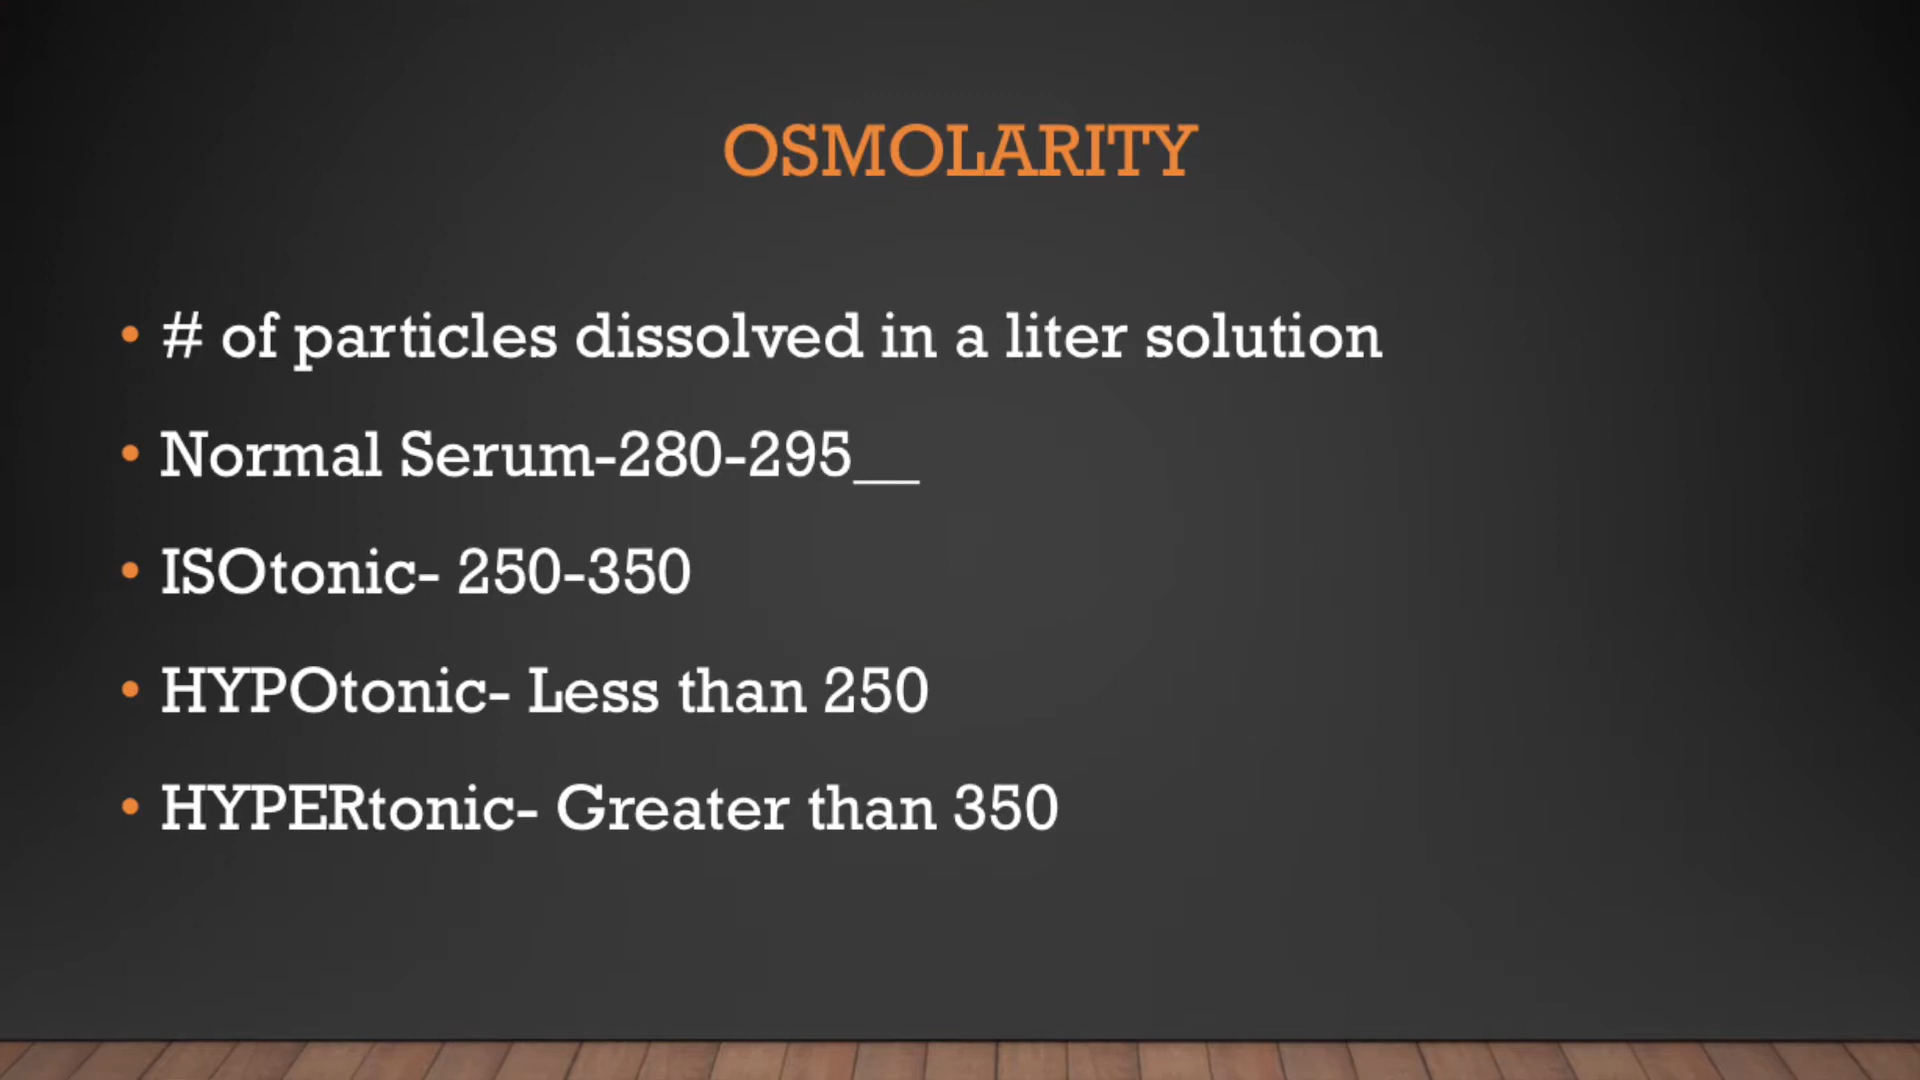 OSMOLARITY
• # of particles dissolved in a liter solution
• Normal Serum-280-295__
• ISOtonic- 250-350
• HYPOtonic- Less than 250
• HYPERtonic- Greater than 350